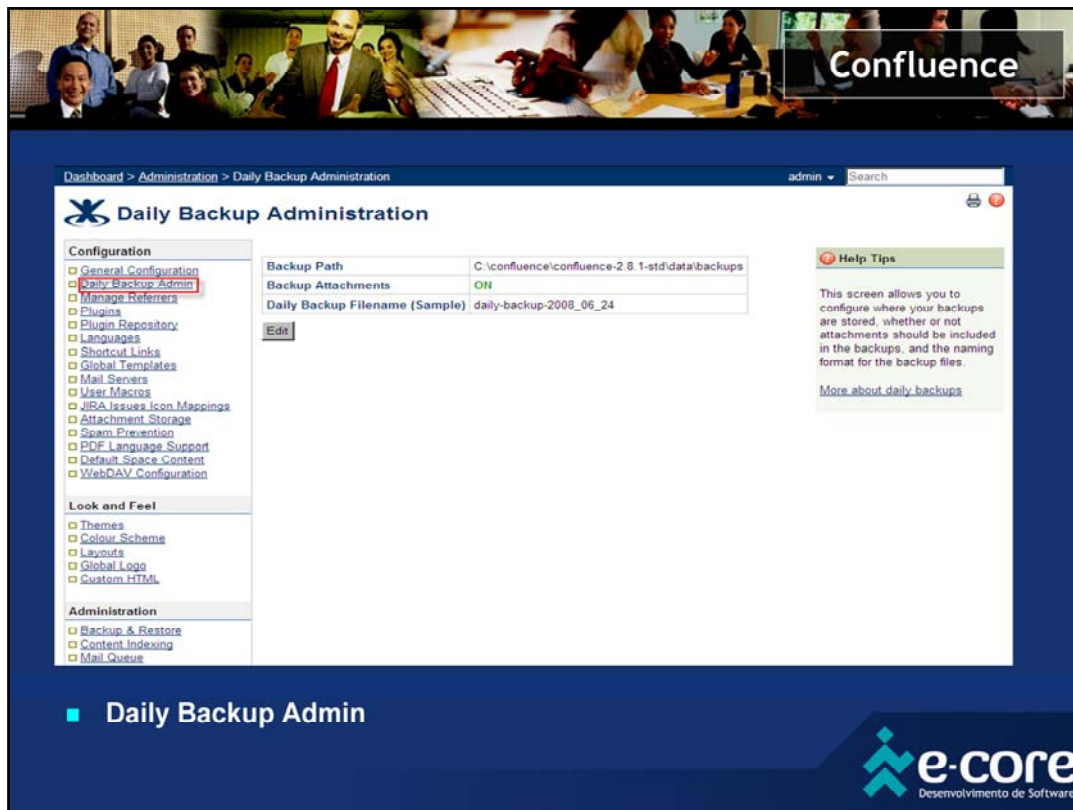 Confluence
Dashboard > Administration > Daily Backup Administration
admin
Search
Daily Backup Administration
Configuration
General Configuration
Daily Backup Admin
Manage Referrers
Plugins
Plugin Repository
Languages
Shortcut Links
Global Templates
Mail Servers
User Macros
JIRA Issues Icon Mappings
Attachment Storage
Spam Prevention
PDF Language Support
Default Space Content
WebDAV Configuration
Look and Feel
Themes
Colour Scheme
Layouts
Global Logo
Custom HTML
Administration
Backup & Restore
Content Indexing
Mail Queue
Backup Path C:\confluence\confluence-2.8.1-std\data\backups
Backup Attachments ON
Daily Backup Filename (Sample) daily-backup-2008_06_24
Edit
? Help Tips
This screen allows you to
configure where your backups
are stored, whether or not
attachments should be included
in the backups, and the naming
format for the backup files.
More about daily backups
Daily Backup Admin
e-core
Desenvolvimento de Software